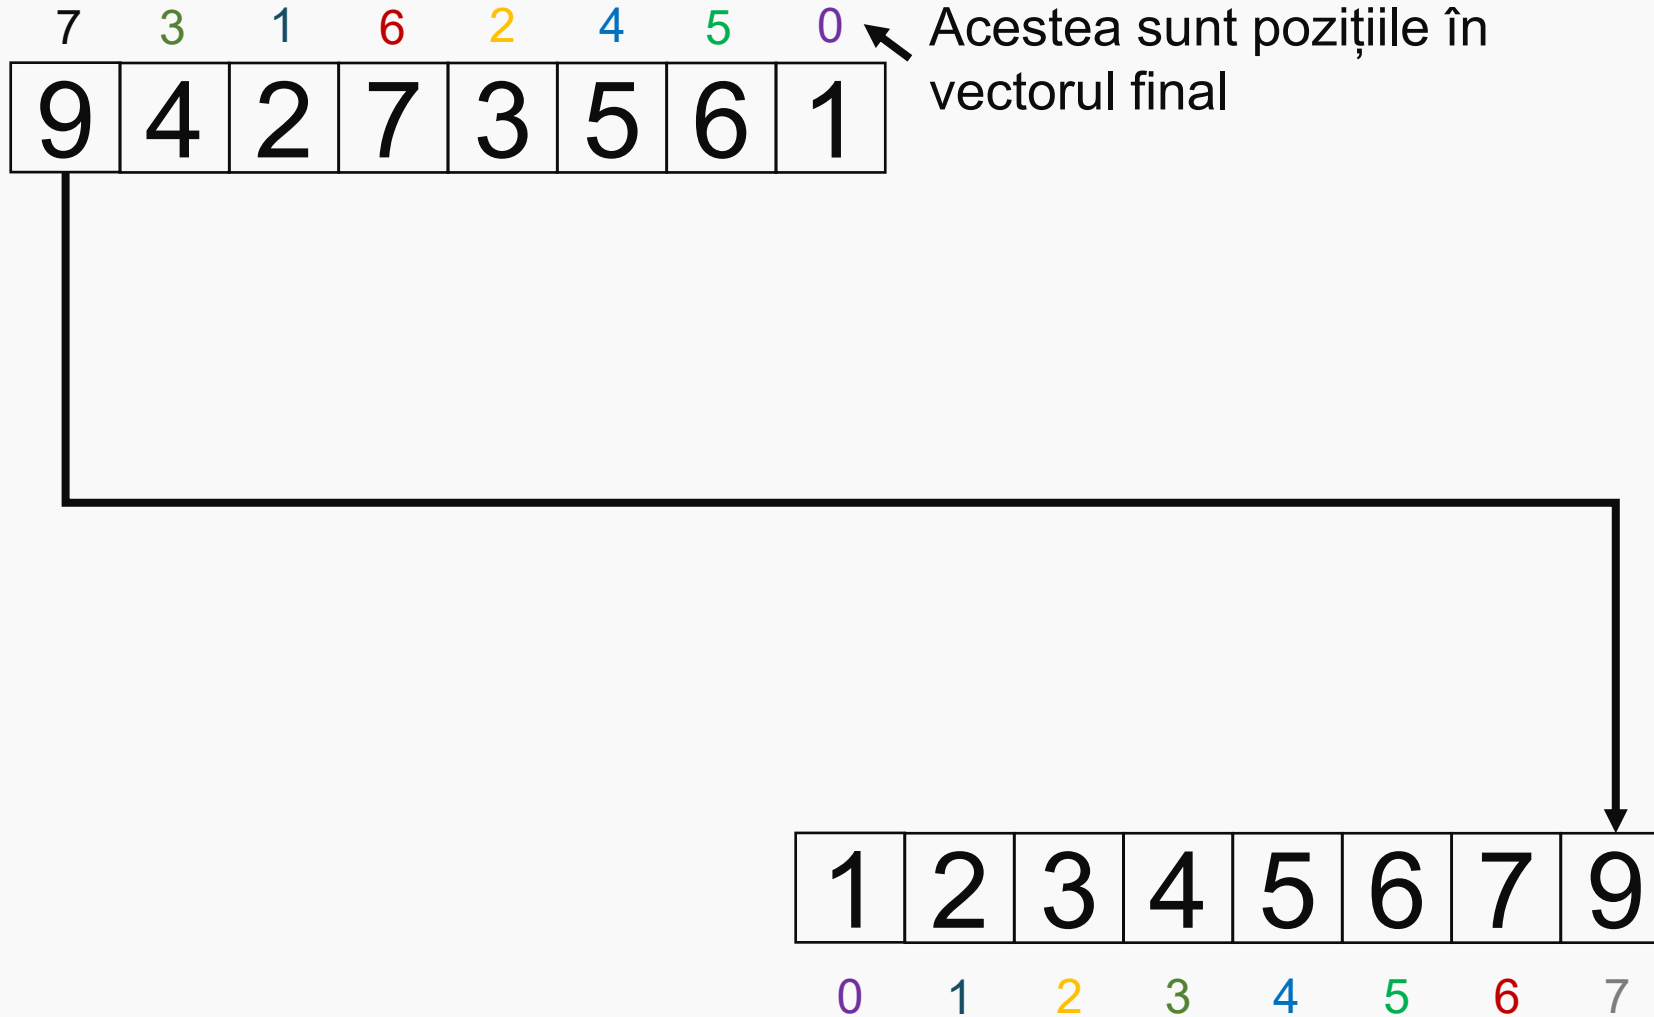 7 3 1 6 2 4 5 0
Acestea sunt pozițiile în
vectorul final
9 4 2 7 3 5 6 1
1 2 3 4 5 6 7 9
0 1 2 3 4 5 6 7